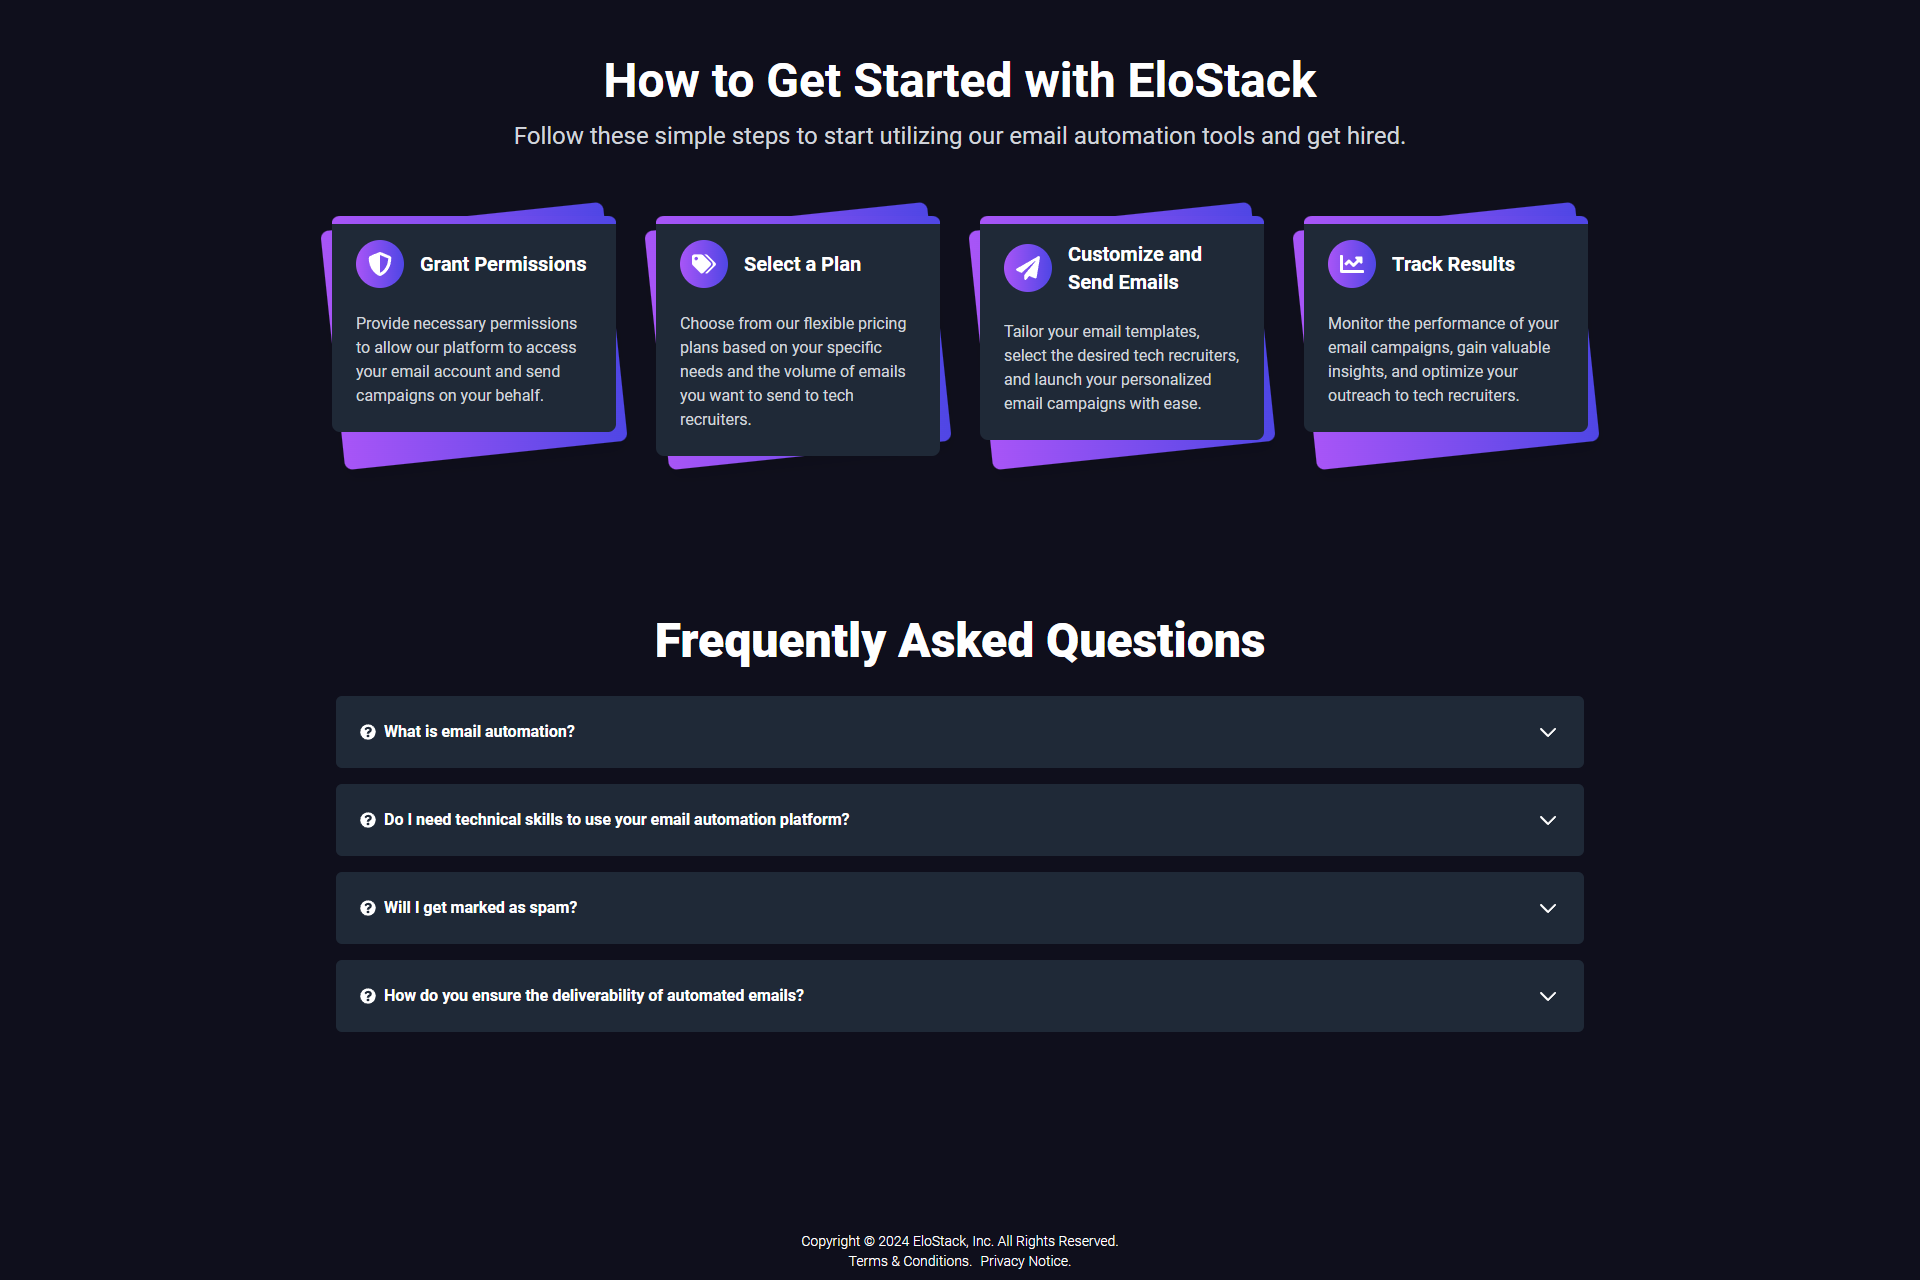 How to Get Started with EloStack
Follow these simple steps to start utilizing our email automation tools and get hired.
Grant Permissions
Provide necessary permissions
to allow our platform to access
your email account and send
campaigns on your behalf.
Select a Plan
Choose from our flexible pricing
plans based on your specific
needs and the volume of emails
you want to send to tech
recruiters.
Customize and
Send Emails
Tailor your email templates,
select the desired tech recruiters,
and launch your personalized
email campaigns with ease.
Track Results
Monitor the performance of your
email campaigns, gain valuable
insights, and optimize your
outreach to tech recruiters.
Frequently Asked Questions
What is email automation?
Do I need technical skills to use your email automation platform?
Will I get marked as spam?
How do you ensure the deliverability of automated emails?
Copyright © 2024 EloStack, Inc. All Rights Reserved.
Terms & Conditions. Privacy Notice.